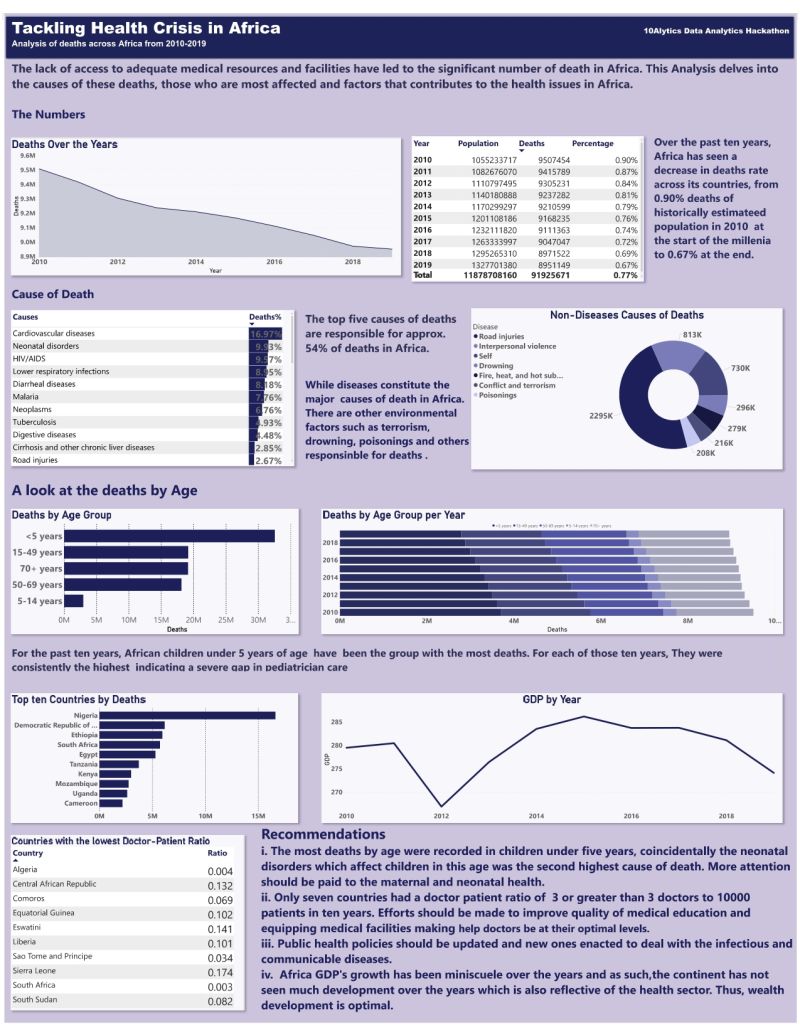 Tackling Health Crisis in Africa
Analysis of deaths across Africa from 2010-2019
10Alytics Data Analytics Hackathon
The lack of access to adequate medical resources and facilities have led to the significant number of death in Africa. This Analysis delves into
the causes of these deaths, those who are most affected and factors that contributes to the health issues in Africa.
The Numbers
Deaths Over the Years
9.6M
9.5M
9.4M
9.3M
9.2M
9.1M
9.0M
8.9M
Deaths
2010 2012 2014 2016 2018
Year
Year Population Deaths Percentage
2010 1055233717 9507454 0.90%
2011 1082676070 9415789 0.87%
2012 1110797495 9305231 0.84%
2013 1140180888 9237282 0.81%
2014 1170299297 9210599 0.79%
2015 1201108186 9168235 0.76%
2016 1232111820 9111363 0.74%
2017 1263333997 9047047 0.72%
2018 1295265310 8971522 0.69%
2019 1327701380 8951149 0.67%
Total 11878708160 91925671 0.77%
Over the past ten years,
Africa has seen a
decrease in deaths rate
across its countries, from
0.90% deaths of
historically estimateed
population in 2010 at
the start of the millenia
to 0.67% at the end.
Cause of Death
Causes Deaths%
Cardiovascular diseases 16.97%
Neonatal disorders 9.93%
HIV/AIDS 9.57%
Lower respiratory infections 8.95%
Diarrheal diseases 8.18%
Malaria 7.76%
Neoplasms 6.76%
Tuberculosis 4.93%
Digestive diseases 4.48%
Cirrhosis and other chronic liver diseases 2.85%
Road injuries 2.67%
The top five causes of deaths
are responsible for approx.
54% of deaths in Africa.
While diseases constitute the
major causes of death in Africa.
There are other environmental
factors such as terrorism,
drowning, poisonings and others
responsinble for deaths .
Non-Diseases Causes of Deaths
Disease
Road injuries
Interpersonal violence
Self
Drowning
Fire, heat, and hot sub...
Conflict and terrorism
Poisonings
813K
730K
296K
279K
216K
208K
2295K
A look at the deaths by Age
Deaths by Age Group
<5 years
15-49 years
70+ years
50-69 years
5-14 years
0M 5M 10M 15M 20M 25M 30M 3...
Deaths
Deaths by Age Group per Year
<5 years 15-49 years 50-69 years 5-14 years 70+ years
2018
2016
2014
2012
2010
0M 2M 4M 6M 8M 10...
Deaths
For the past ten years, African children under 5 years of age have been the group with the most deaths. For each of those ten years, They were
consistently the highest indicating a severe gap in pediatrician care
Top ten Countries by Deaths
Nigeria
Democratic Republic of ...
Ethiopia
South Africa
Egypt
Tanzania
Kenya
Mozambique
Uganda
Cameroon
0M 5M 10M 15M
GDP by Year
285
280
275
270
GDP
2010 2012 2014 2016 2018
Countries with the lowest Doctor-Patient Ratio
Country Ratio
Algeria 0.004
Central African Republic 0.132
Comoros 0.069
Equatorial Guinea 0.102
Eswatini 0.141
Liberia 0.101
Sao Tome and Principe 0.034
Sierra Leone 0.174
South Africa 0.003
South Sudan 0.082
Recommendations
i. The most deaths by age were recorded in children under five years, coincidentally the neonatal
disorders which affect children in this age was the second highest cause of death. More attention
should be paid to the maternal and neonatal health.
ii. Only seven countries had a doctor patient ratio of 3 or greater than 3 doctors to 10000
patients in ten years. Efforts should be made to improve quality of medical education and
equipping medical facilities making help doctors be at their optimal levels.
iii. Public health policies should be updated and new ones enacted to deal with the infectious and
communicable diseases.
iv. Africa GDP's growth has been miniscuele over the years and as such,the continent has not
seen much development over the years which is also reflective of the health sector. Thus, wealth
development is optimal.